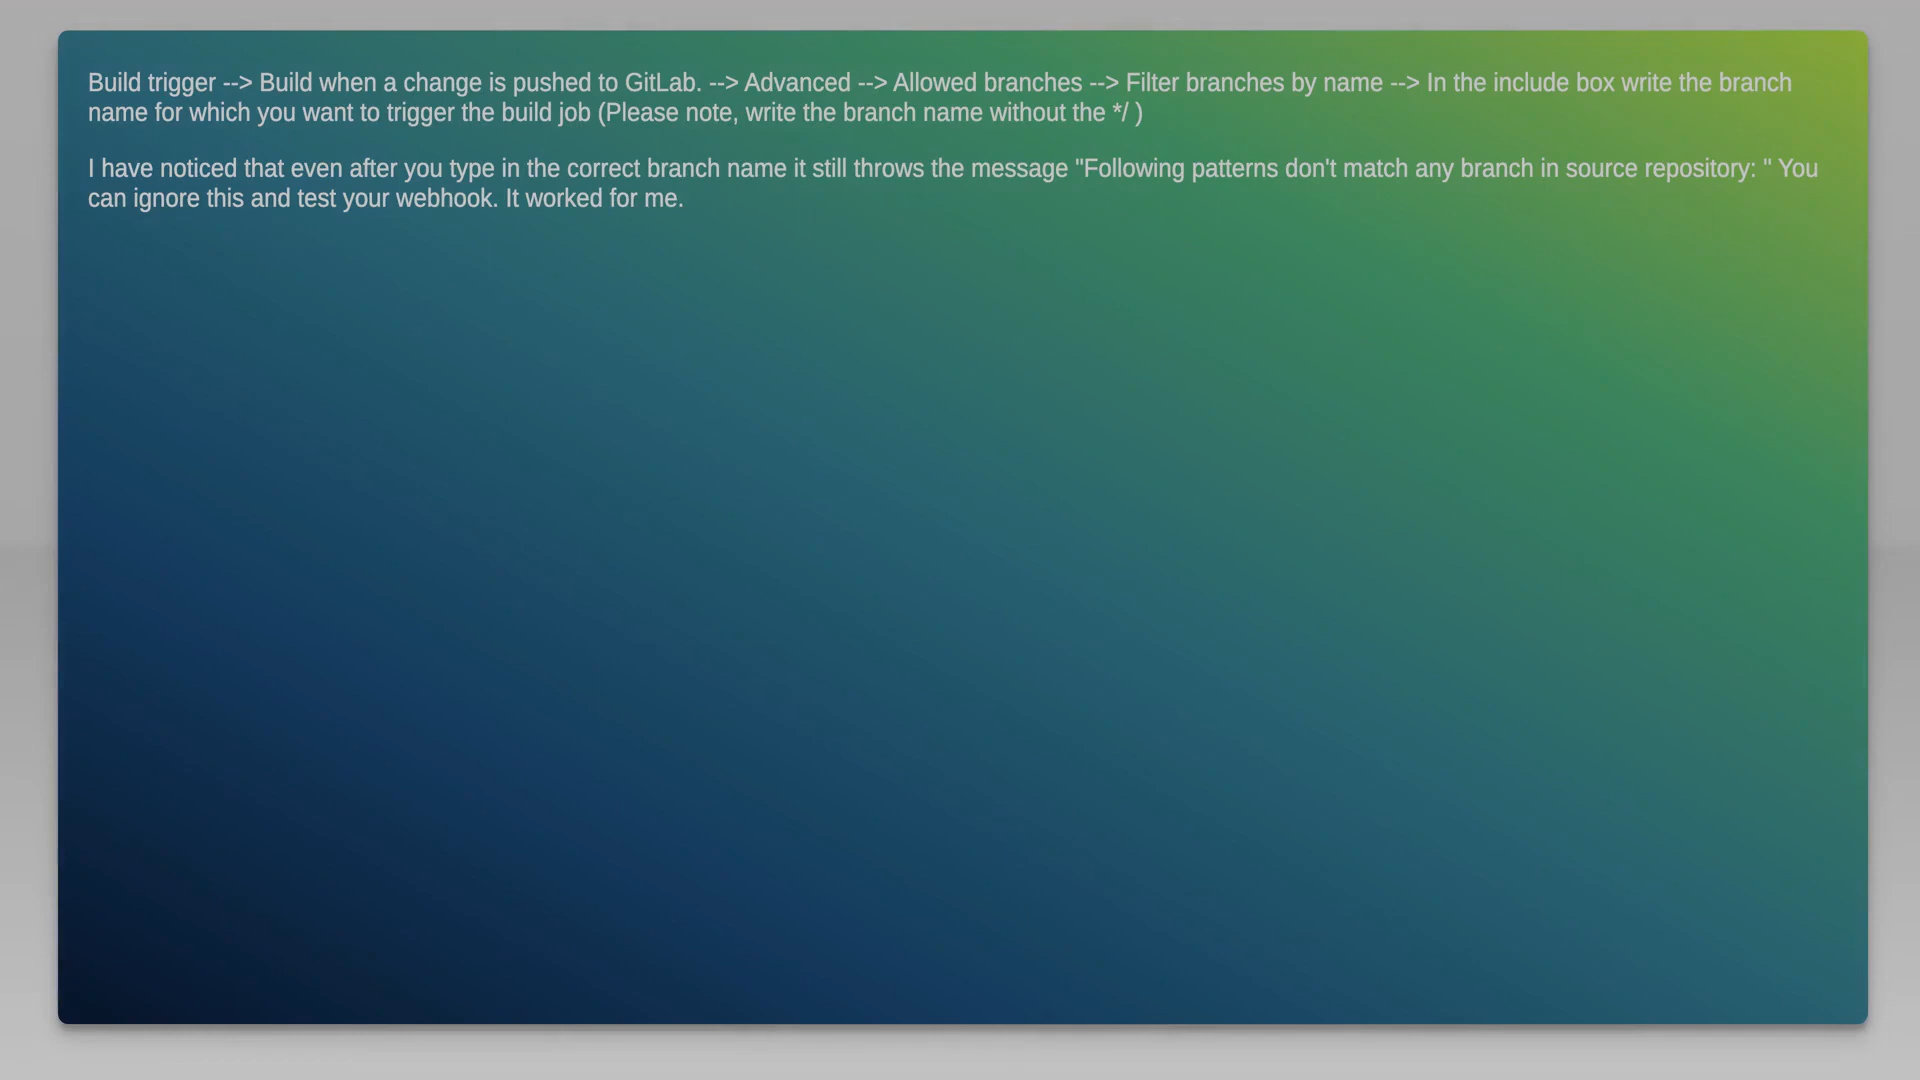 Build trigger --> Build when a change is pushed to GitLab. --> Advanced --> Allowed branches --> Filter branches by name --> In the include box write the branch
name for which you want to trigger the build job (Please note, write the branch name without the */ )
I have noticed that even after you type in the correct branch name it still throws the message "Following patterns don't match any branch in source repository: " You
can ignore this and test your webhook. It worked for me.